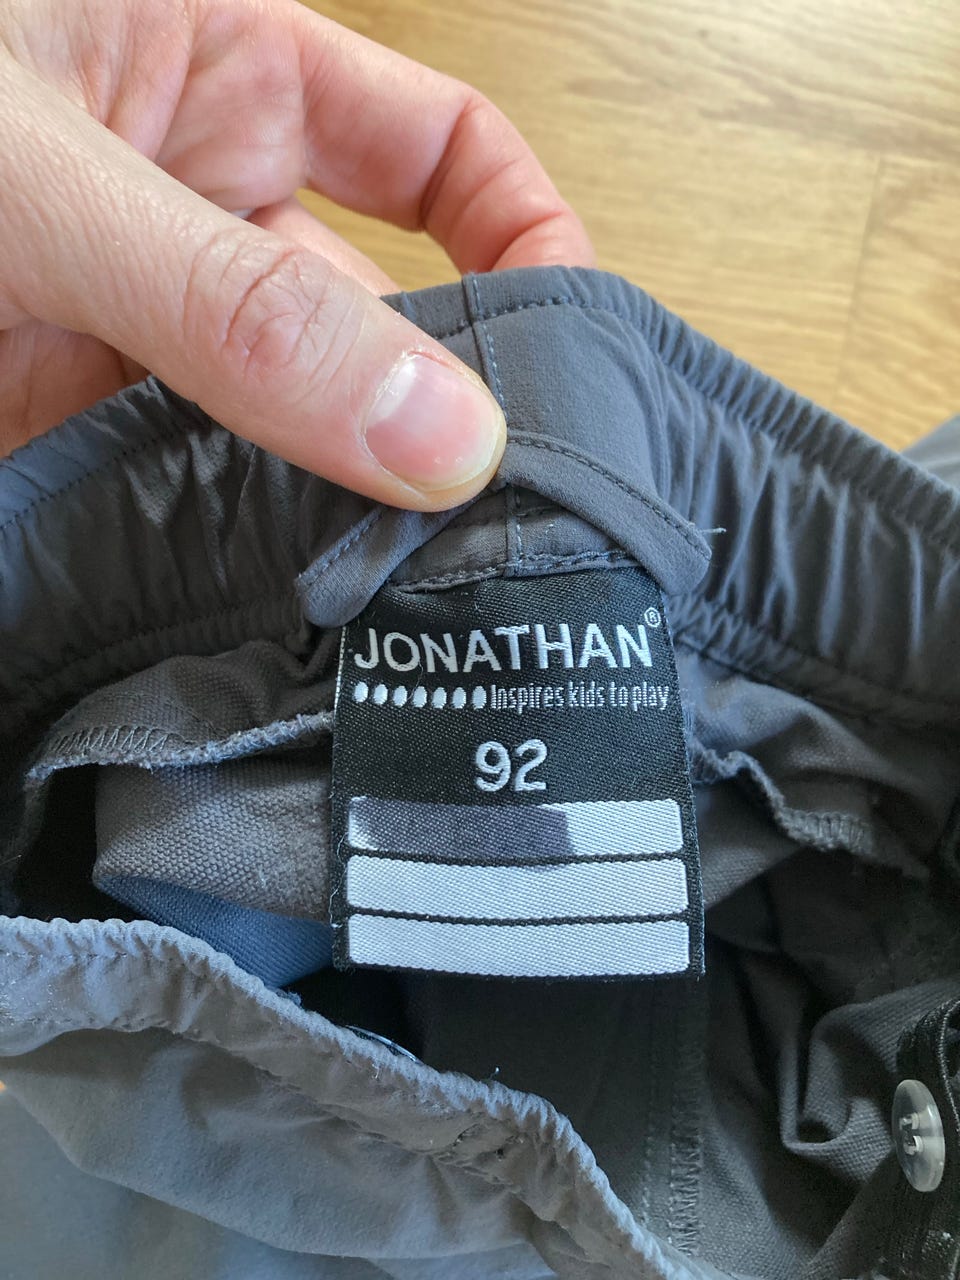 JONATHAN®
Inspires kids to play
92